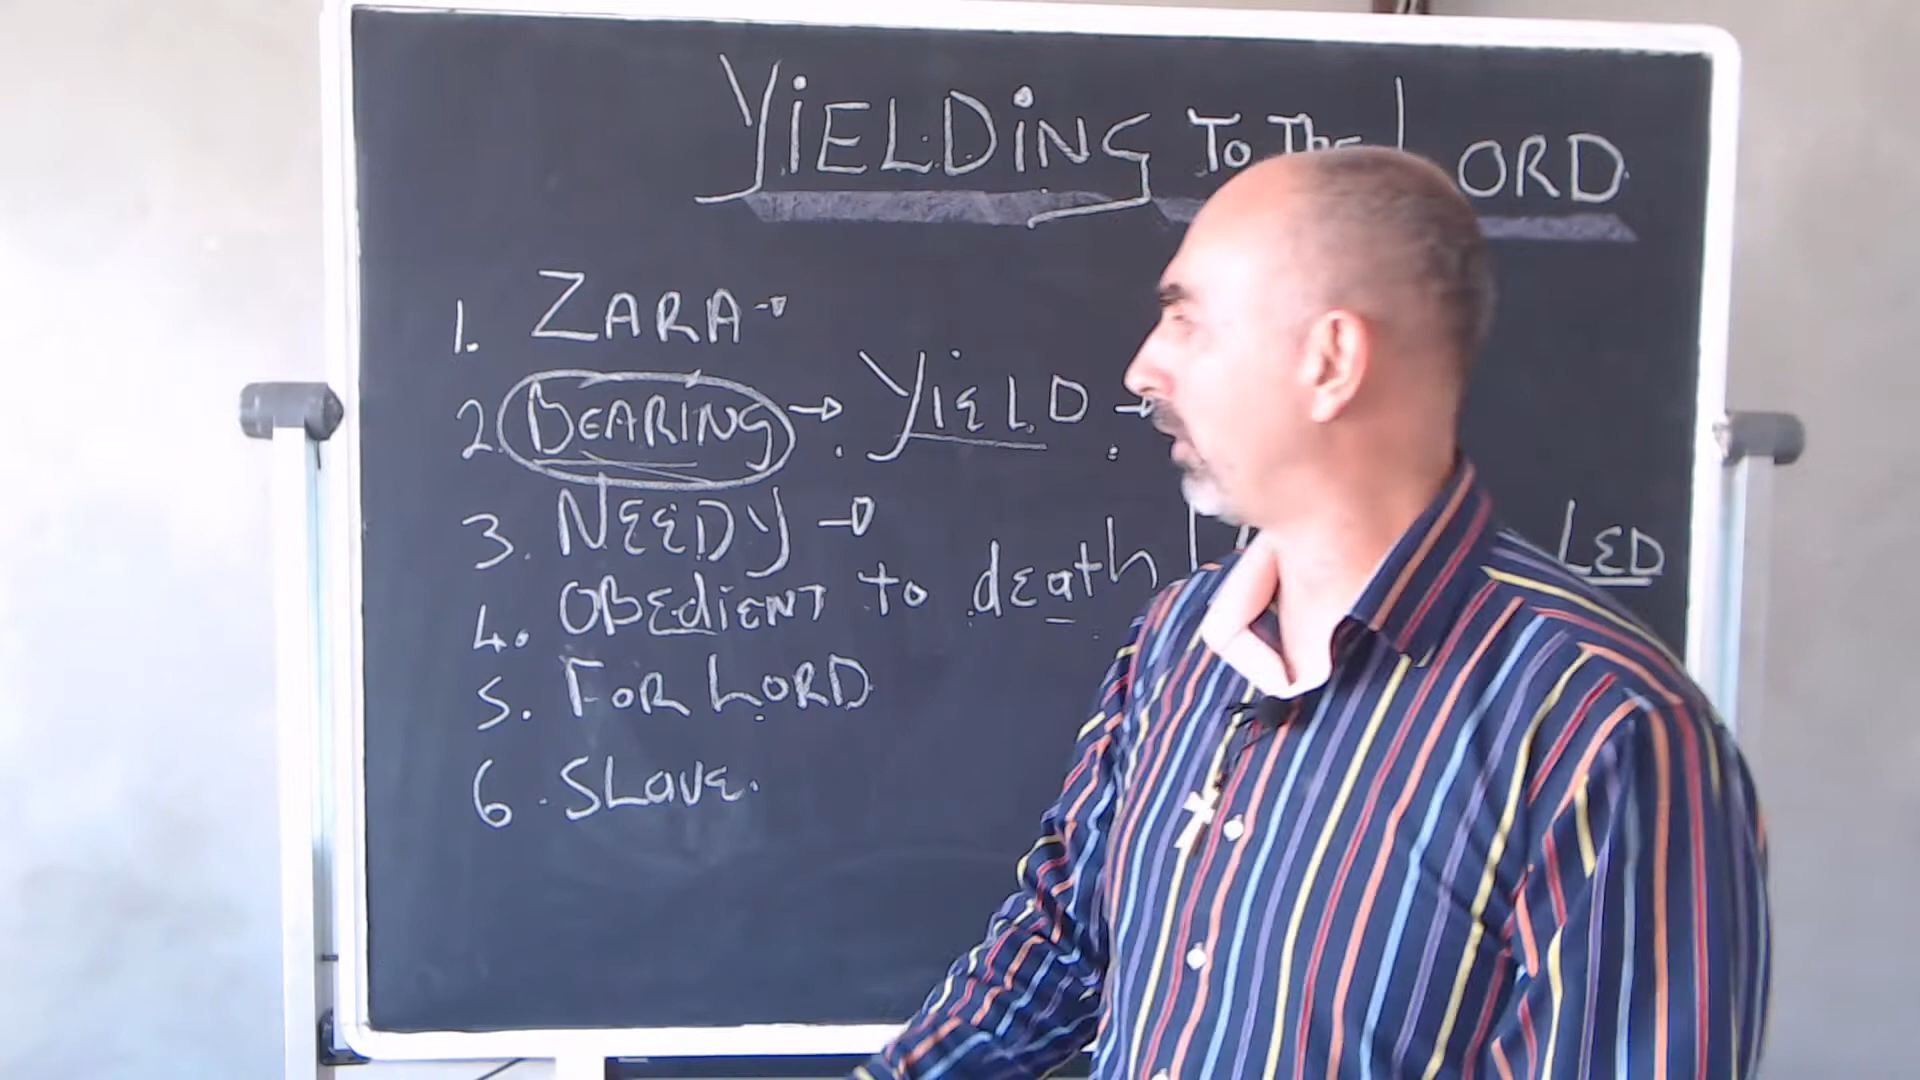 YiELDiNG To The LORD
1. ZARA →
2. BEARING → YiELD →
3. NEEDY →
4. OBEdiENT to death LED
5. FOR LORD
6. SLave.